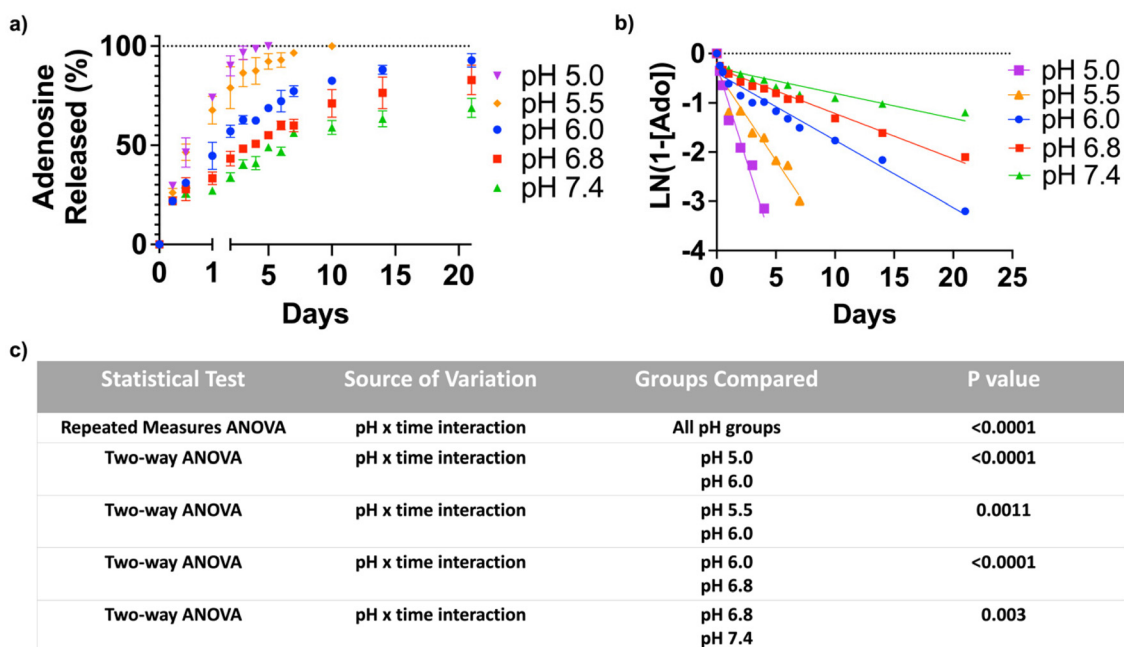 a)
Adenosine
Released (%)
100
50
0
0 1 5 10 15 20
Days
pH 5.0
pH 5.5
pH 6.0
pH 6.8
pH 7.4
b)
LN(1-[Ado])
0
-1
-2
-3
-4
0 5 10 15 20 25
Days
pH 5.0
pH 5.5
pH 6.0
pH 6.8
pH 7.4
c)
Statistical Test Source of Variation Groups Compared P value
Repeated Measures ANOVA pH x time interaction All pH groups <0.0001
Two-way ANOVA pH x time interaction pH 5.0 <0.0001
pH 6.0
Two-way ANOVA pH x time interaction pH 5.5 0.0011
pH 6.0
Two-way ANOVA pH x time interaction pH 6.0 <0.0001
pH 6.8
Two-way ANOVA pH x time interaction pH 6.8 0.003
pH 7.4